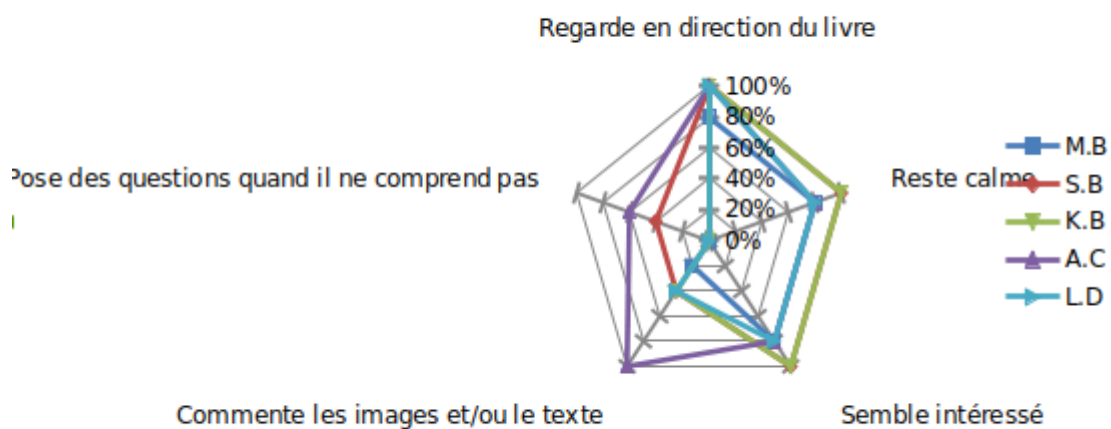 Regarde en direction du livre
100%
80%
60%
40%
20%
0%
Pose des questions quand il ne comprend pas
Reste calme
Commente les images et/ou le texte
Semble intéressé
M.B
S.B
K.B
A.C
L.D